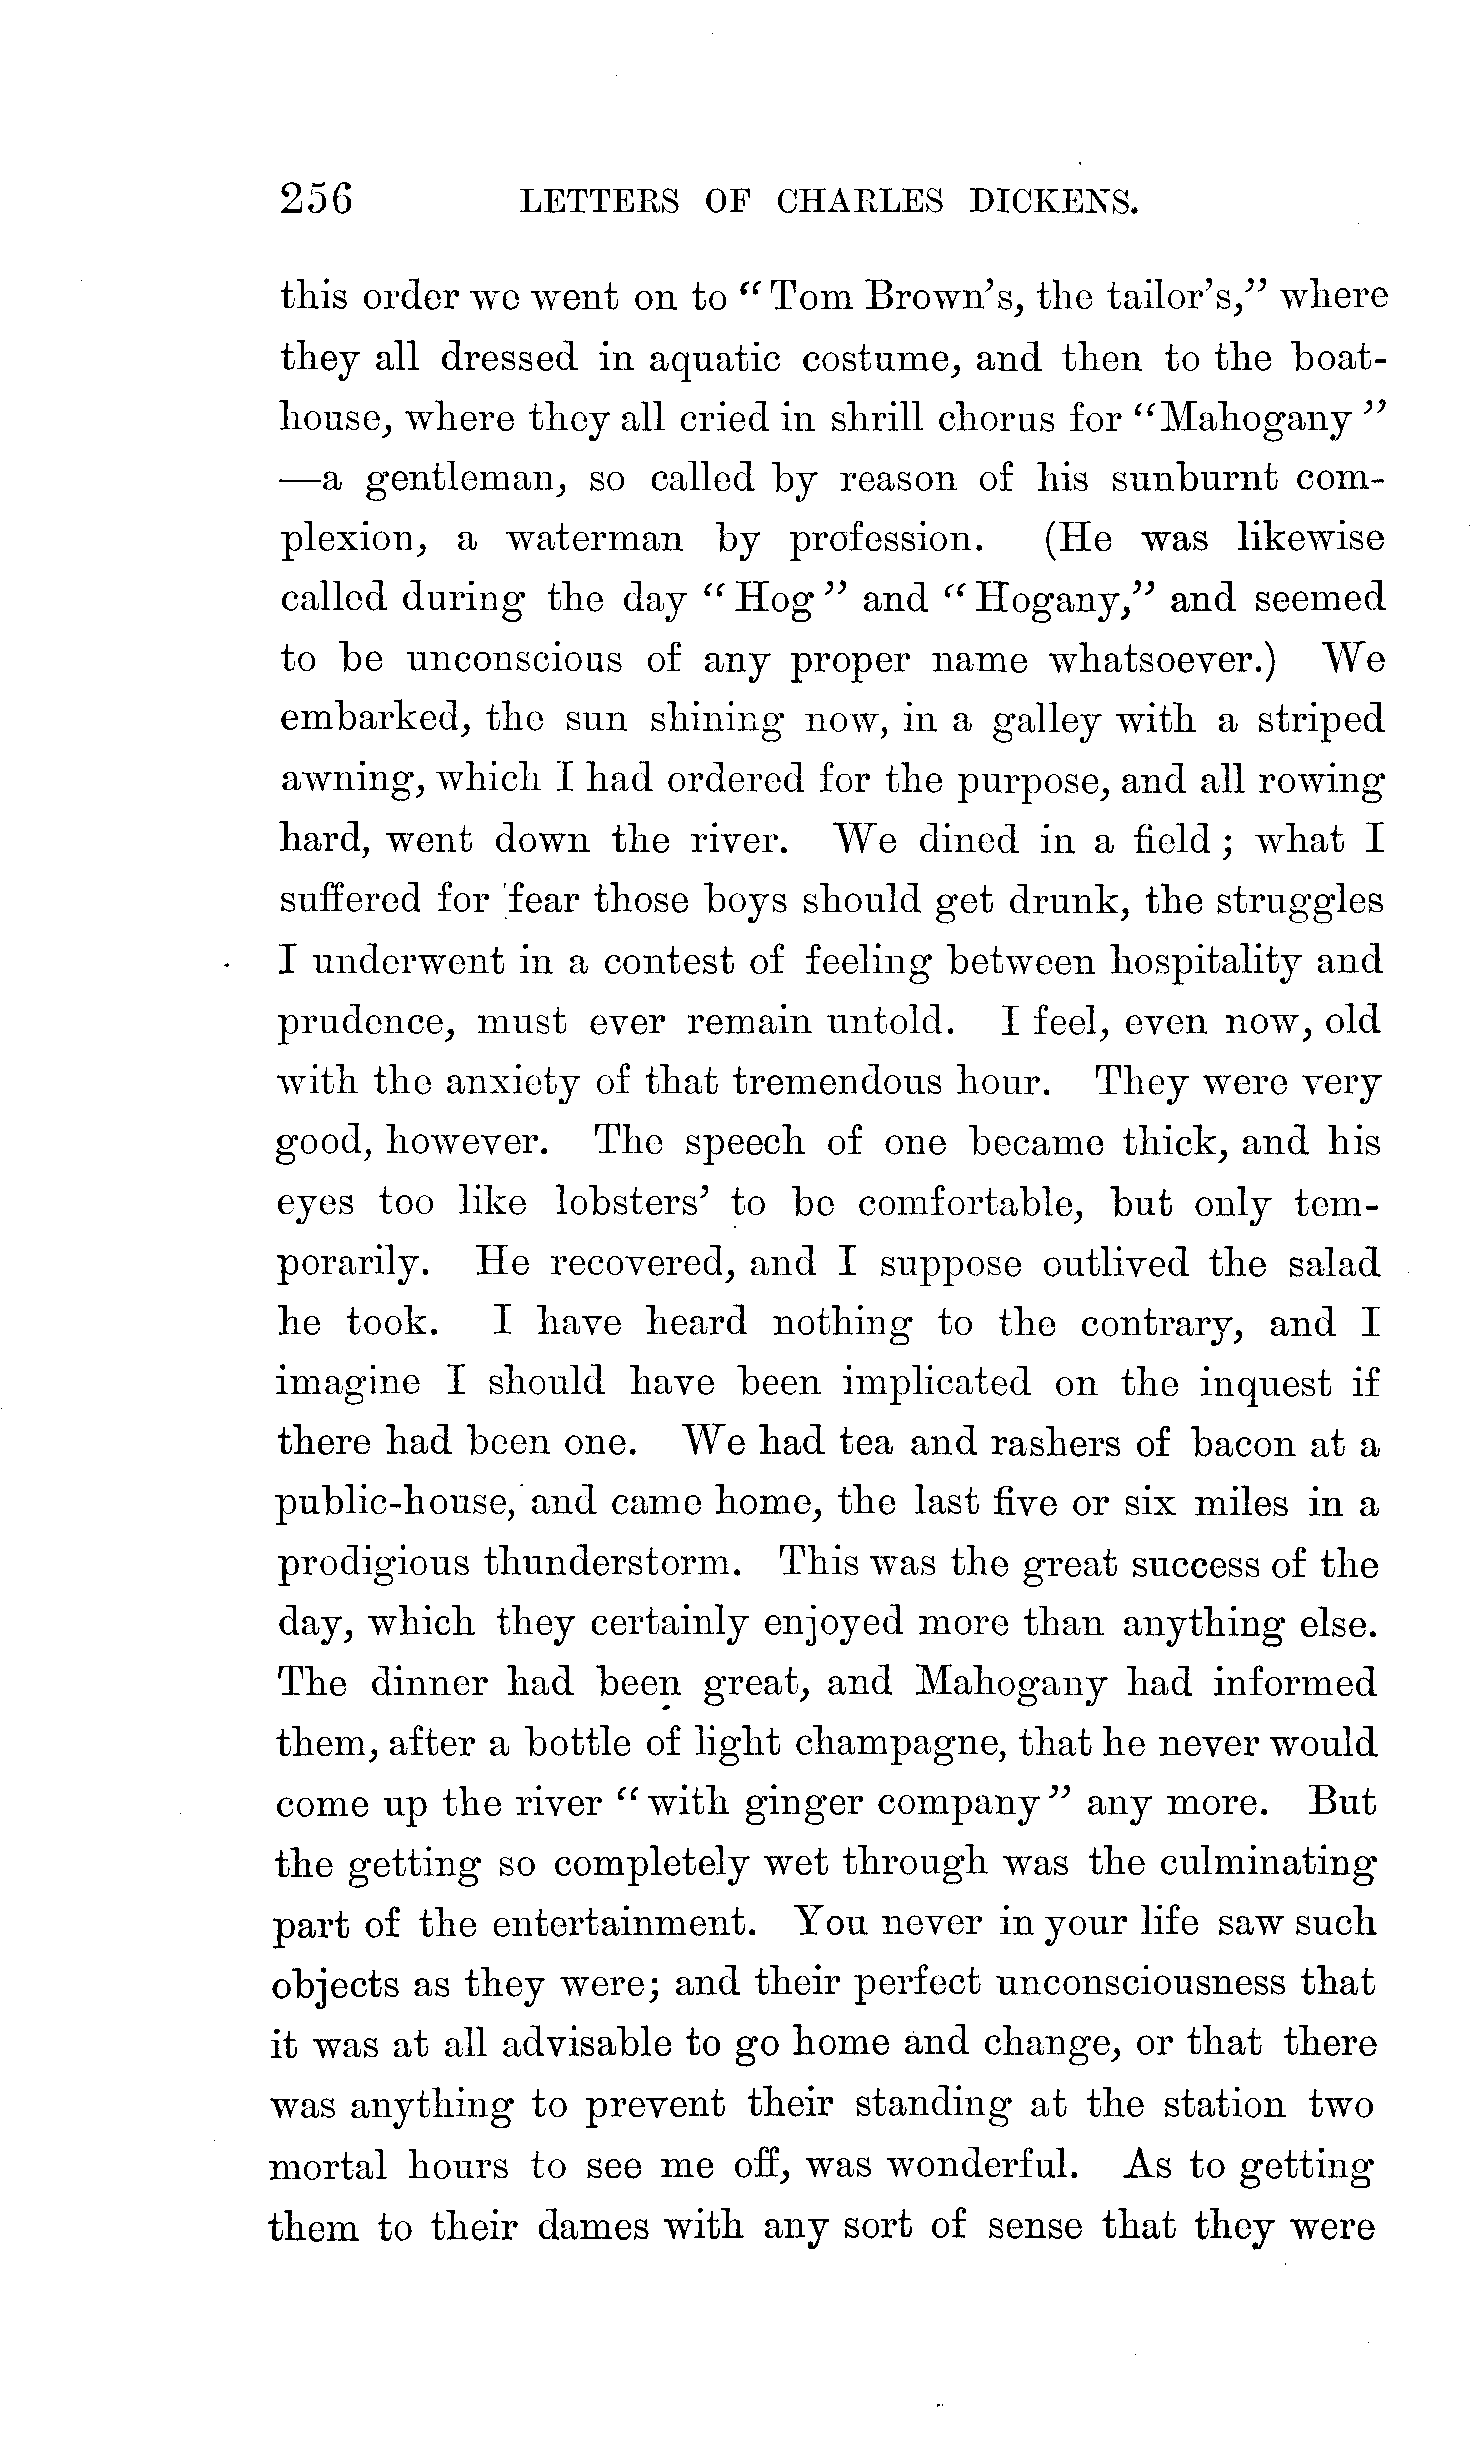 256 LETTERS OF CHARLES DICKENS.
this order we went on to "Tom Brown's, the tailor's," where
they all dressed in aquatic costume, and then to the boat-
house, where they all cried in shrill chorus for "Mahogany"
—a gentleman, so called by reason of his sunburnt com-
plexion, a waterman by profession. (He was likewise
called during the day "Hog" and "Hogany," and seemed
to be unconscious of any proper name whatsoever.) We
embarked, the sun shining now, in a galley with a striped
awning, which I had ordered for the purpose, and all rowing
hard, went down the river. We dined in a field; what I
suffered for fear those boys should get drunk, the struggles
I underwent in a contest of feeling between hospitality and
prudence, must ever remain untold. I feel, even now, old
with the anxiety of that tremendous hour. They were very
good, however. The speech of one became thick, and his
eyes too like lobsters' to be comfortable, but only tem-
porarily. He recovered, and I suppose outlived the salad
he took. I have heard nothing to the contrary, and I
imagine I should have been implicated on the inquest if
there had been one. We had tea and rashers of bacon at a
public-house, and came home, the last five or six miles in a
prodigious thunderstorm. This was the great success of the
day, which they certainly enjoyed more than anything else.
The dinner had been great, and Mahogany had informed
them, after a bottle of light champagne, that he never would
come up the river "with ginger company" any more. But
the getting so completely wet through was the culminating
part of the entertainment. You never in your life saw such
objects as they were; and their perfect unconsciousness that
it was at all advisable to go home and change, or that there
was anything to prevent their standing at the station two
mortal hours to see me off, was wonderful. As to getting
them to their dames with any sort of sense that they were